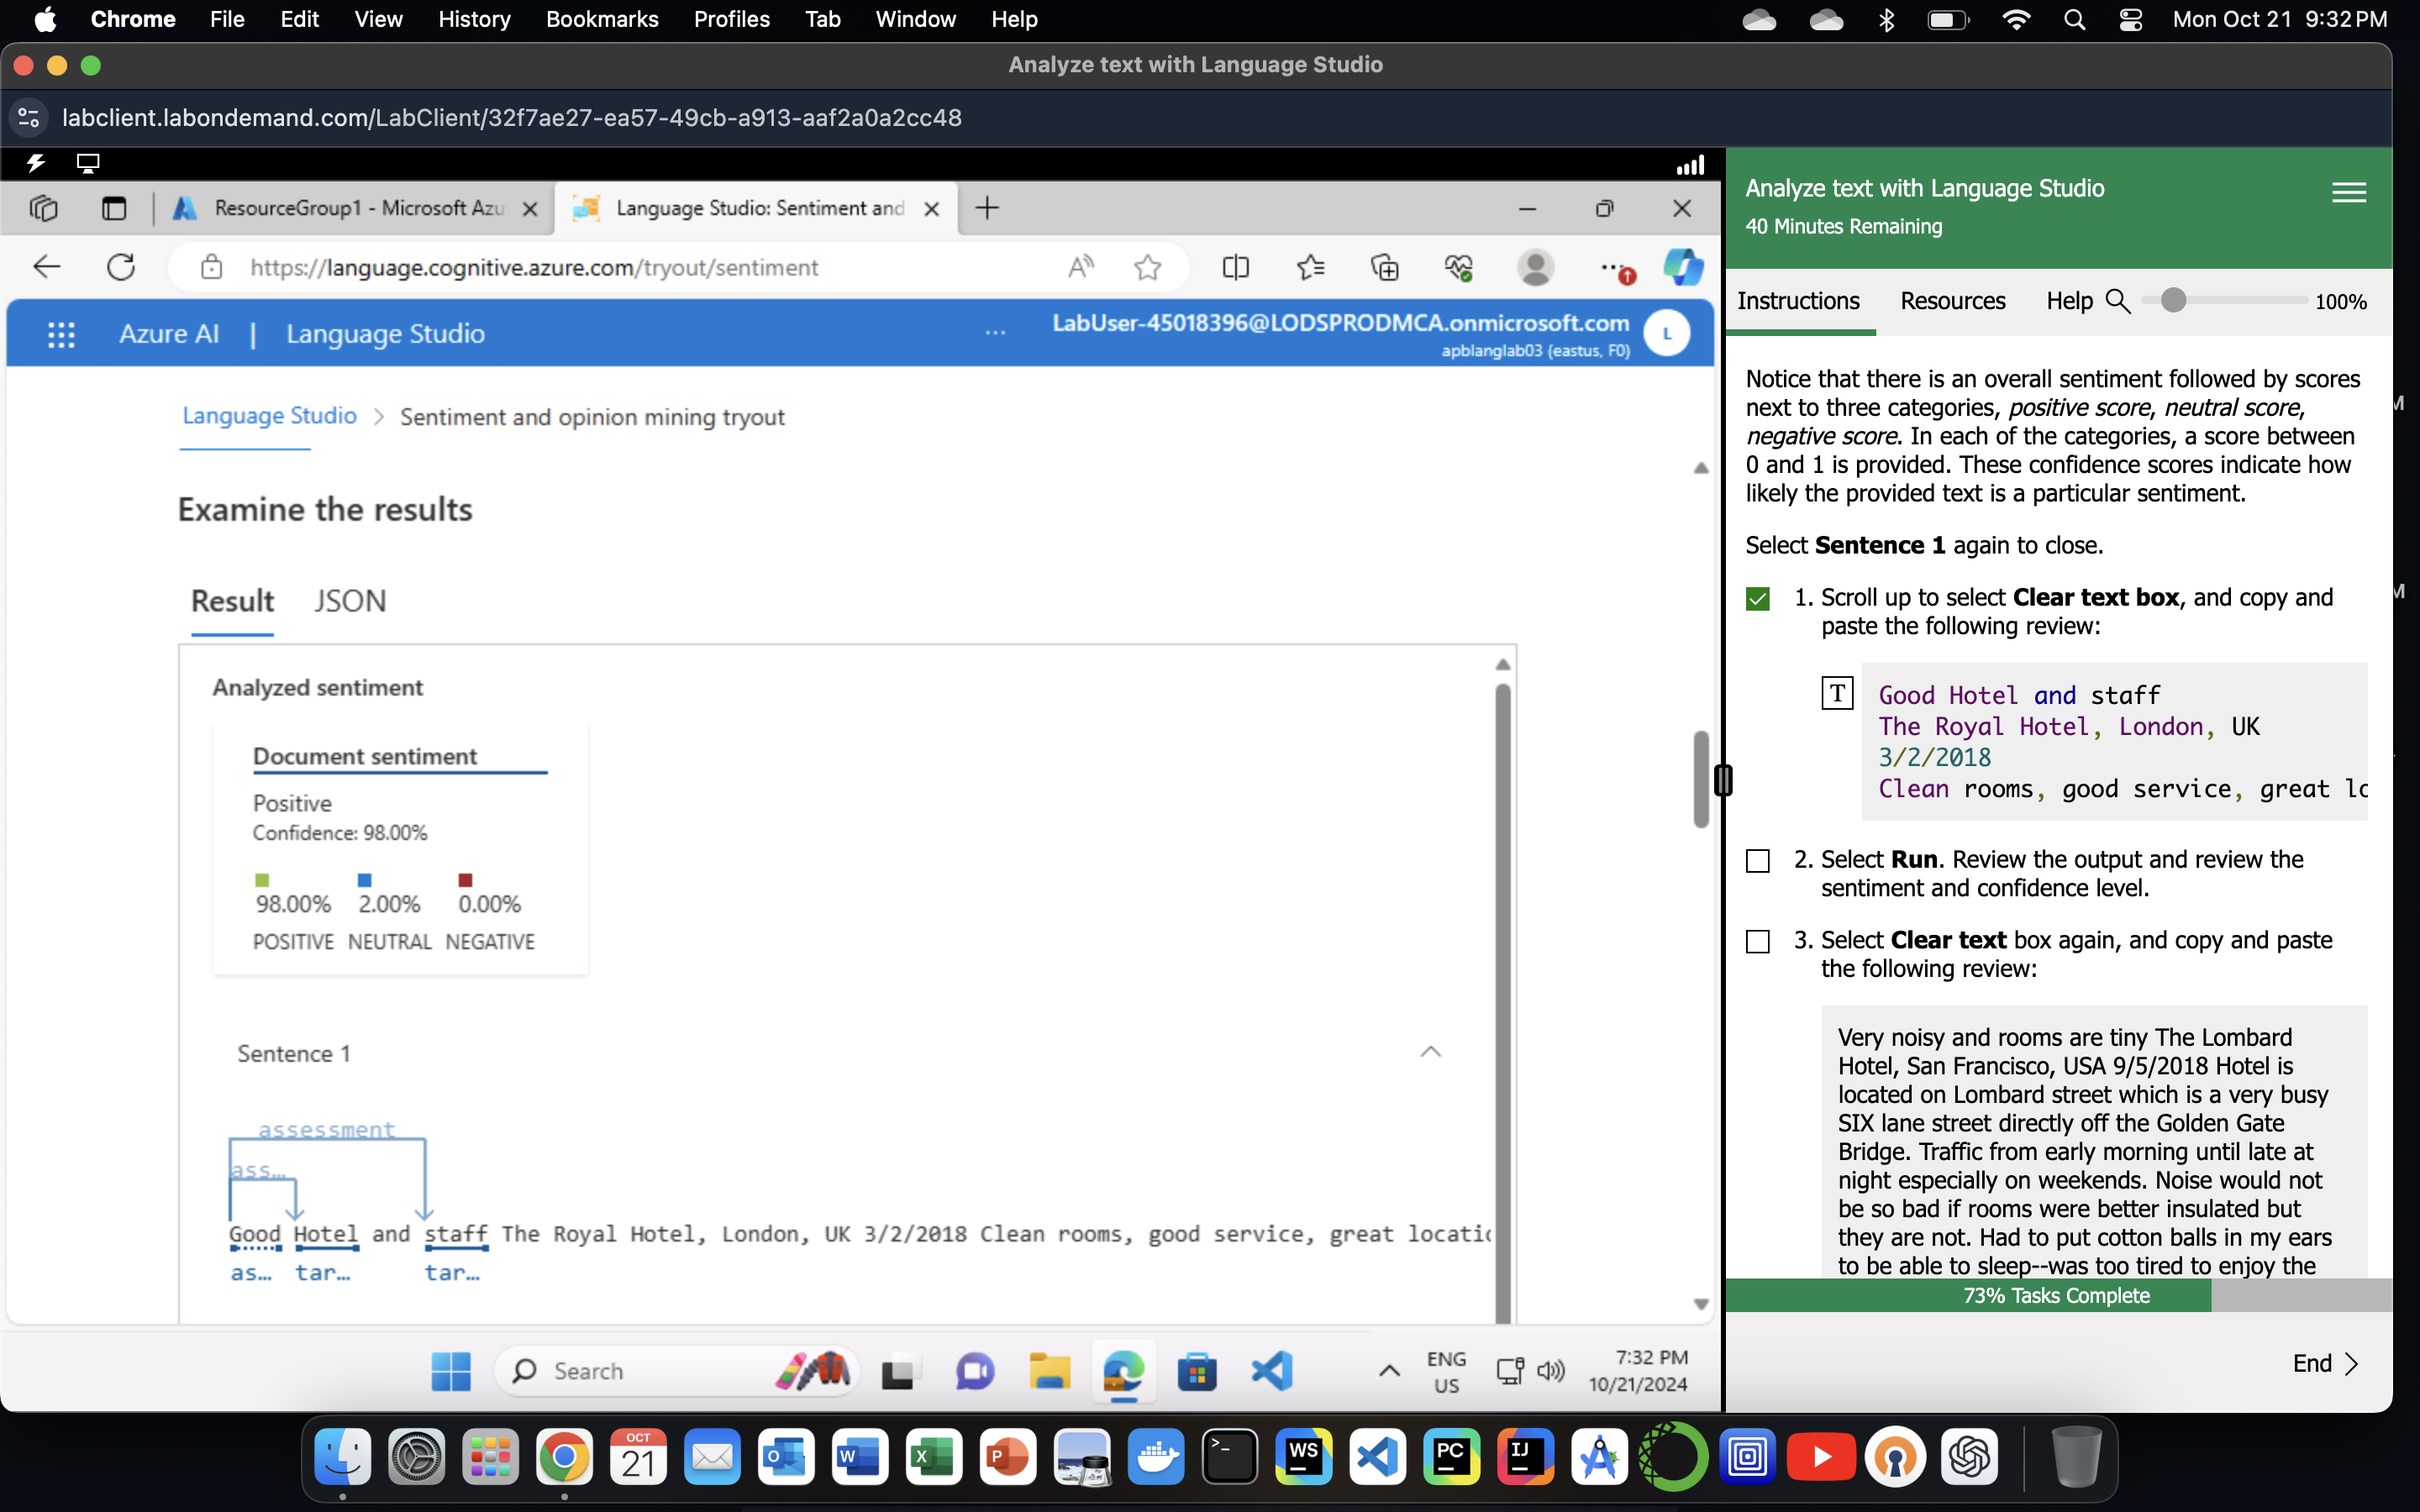 Chrome File Edit View History Bookmarks Profiles Tab Window Help
Mon Oct 21 9:32 PM
Analyze text with Language Studio
labclient.labondemand.com/LabClient/32f7ae27-ea57-49cb-a913-aaf2a0a2cc48
ResourceGroup1 - Microsoft Azu
Language Studio: Sentiment and
https://language.cognitive.azure.com/tryout/sentiment
Azure AI | Language Studio
...
LabUser-45018396@LODSPRODMCA.onmicrosoft.com
apblanglab03 (eastus, F0)
L
Language Studio > Sentiment and opinion mining tryout
Examine the results
Result JSON
Analyzed sentiment
Document sentiment
Positive
Confidence: 98.00%
98.00% 2.00% 0.00%
POSITIVE NEUTRAL NEGATIVE
Sentence 1
assessment
ass...
Good Hotel and staff The Royal Hotel, London, UK 3/2/2018 Clean rooms, good service, great locatic
as... tar... tar...
Search
ENG
US
7:32 PM
10/21/2024
Analyze text with Language Studio
40 Minutes Remaining
Instructions Resources Help 100%
Notice that there is an overall sentiment followed by scores
next to three categories, positive score, neutral score,
negative score. In each of the categories, a score between
0 and 1 is provided. These confidence scores indicate how
likely the provided text is a particular sentiment.
Select Sentence 1 again to close.
1. Scroll up to select Clear text box, and copy and
paste the following review:
T
Good Hotel and staff
The Royal Hotel, London, UK
3/2/2018
Clean rooms, good service, great lo
2. Select Run. Review the output and review the
sentiment and confidence level.
3. Select Clear text box again, and copy and paste
the following review:
Very noisy and rooms are tiny The Lombard
Hotel, San Francisco, USA 9/5/2018 Hotel is
located on Lombard street which is a very busy
SIX lane street directly off the Golden Gate
Bridge. Traffic from early morning until late at
night especially on weekends. Noise would not
be so bad if rooms were better insulated but
they are not. Had to put cotton balls in my ears
to be able to sleep--was too tired to enjoy the
73% Tasks Complete
End >
M
M
OCT
21
O
W
X
P
>_
WS
PC
IJ